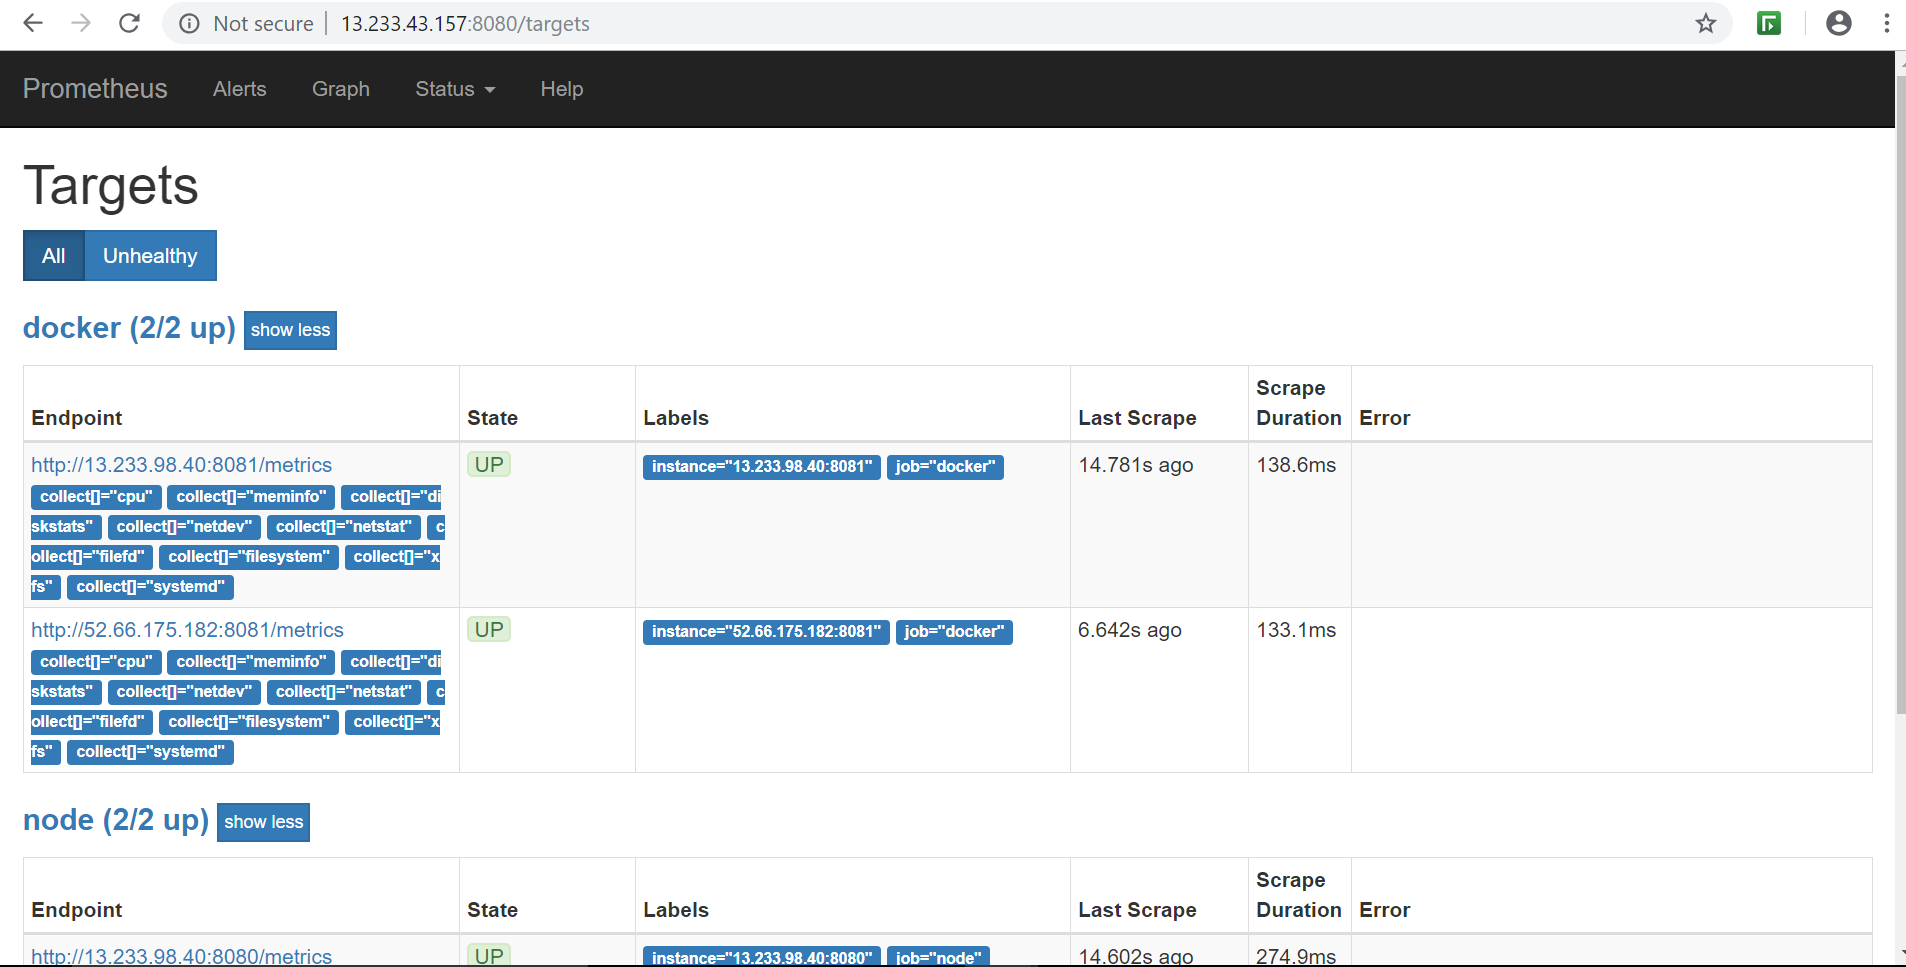 Not secure | 13.233.43.157:8080/targets
Prometheus Alerts Graph Status Help
Targets
All Unhealthy
docker (2/2 up) show less
Endpoint State Labels Last Scrape Scrape Duration Error
http://13.233.98.40:8081/metrics UP instance="13.233.98.40:8081" job="docker" 14.781s ago 138.6ms
collect[]="cpu" collect[]="meminfo" collect[]="di
skstats" collect[]="netdev" collect[]="netstat" c
ollect[]="filefd" collect[]="filesystem" collect[]="x
fs" collect[]="systemd"
http://52.66.175.182:8081/metrics UP instance="52.66.175.182:8081" job="docker" 6.642s ago 133.1ms
collect[]="cpu" collect[]="meminfo" collect[]="di
skstats" collect[]="netdev" collect[]="netstat" c
ollect[]="filefd" collect[]="filesystem" collect[]="x
fs" collect[]="systemd"
node (2/2 up) show less
Endpoint State Labels Last Scrape Scrape Duration Error
http://13.233.98.40:8080/metrics UP instance="13.233.98.40:8080" job="node" 14.602s ago 274.9ms